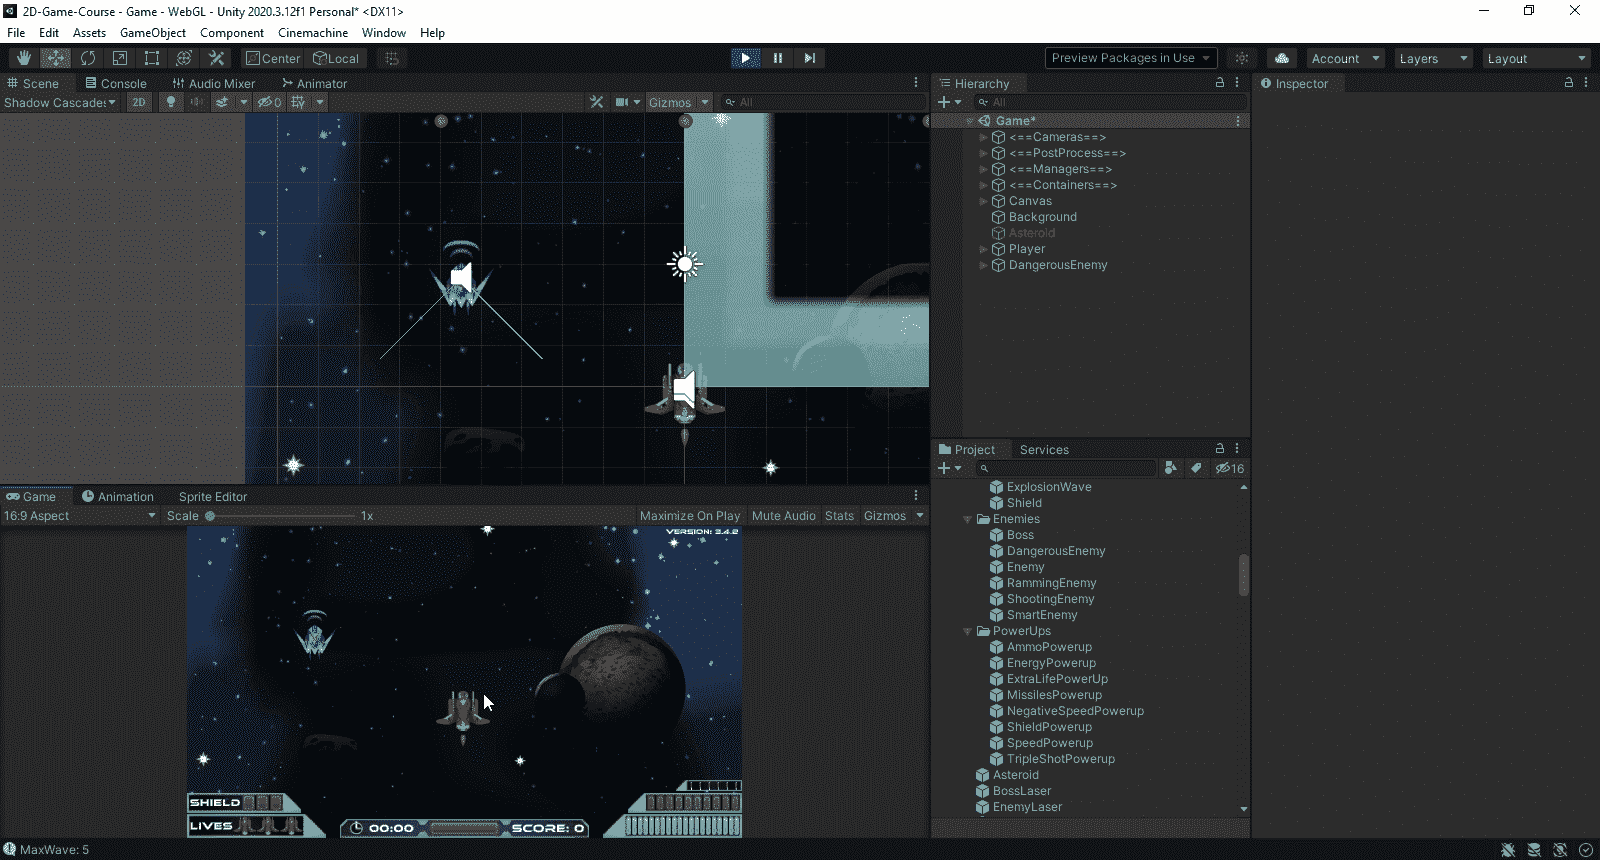 2D-Game-Course - Game - WebGL - Unity 2020.3.12f1 Personal* <DX11>
File Edit Assets GameObject Component Cinemachine Window Help
Center Local Preview Packages in Use Account Layers Layout
Scene Console Audio Mixer Animator
Shadow Cascades 2D 0 Gizmos All
Hierarchy
All
Game*
<==Cameras==>
<==PostProcess==>
<==Managers==>
<==Containers==>
Canvas
Background
Asteroid
Player
DangerousEnemy
Inspector
Project Services
16
ExplosionWave
Shield
Enemies
Boss
DangerousEnemy
Enemy
RammingEnemy
ShootingEnemy
SmartEnemy
PowerUps
AmmoPowerup
EnergyPowerup
ExtraLifePowerUp
MissilesPowerup
NegativeSpeedPowerup
ShieldPowerup
SpeedPowerup
TripleShotPowerup
Asteroid
BossLaser
EnemyLaser
Game Animation Sprite Editor
16:9 Aspect Scale 1x Maximize On Play Mute Audio Stats Gizmos
VERSION: 3.4.2
SHIELD
LIVES 00:00 SCORE: 0
MaxWave: 5